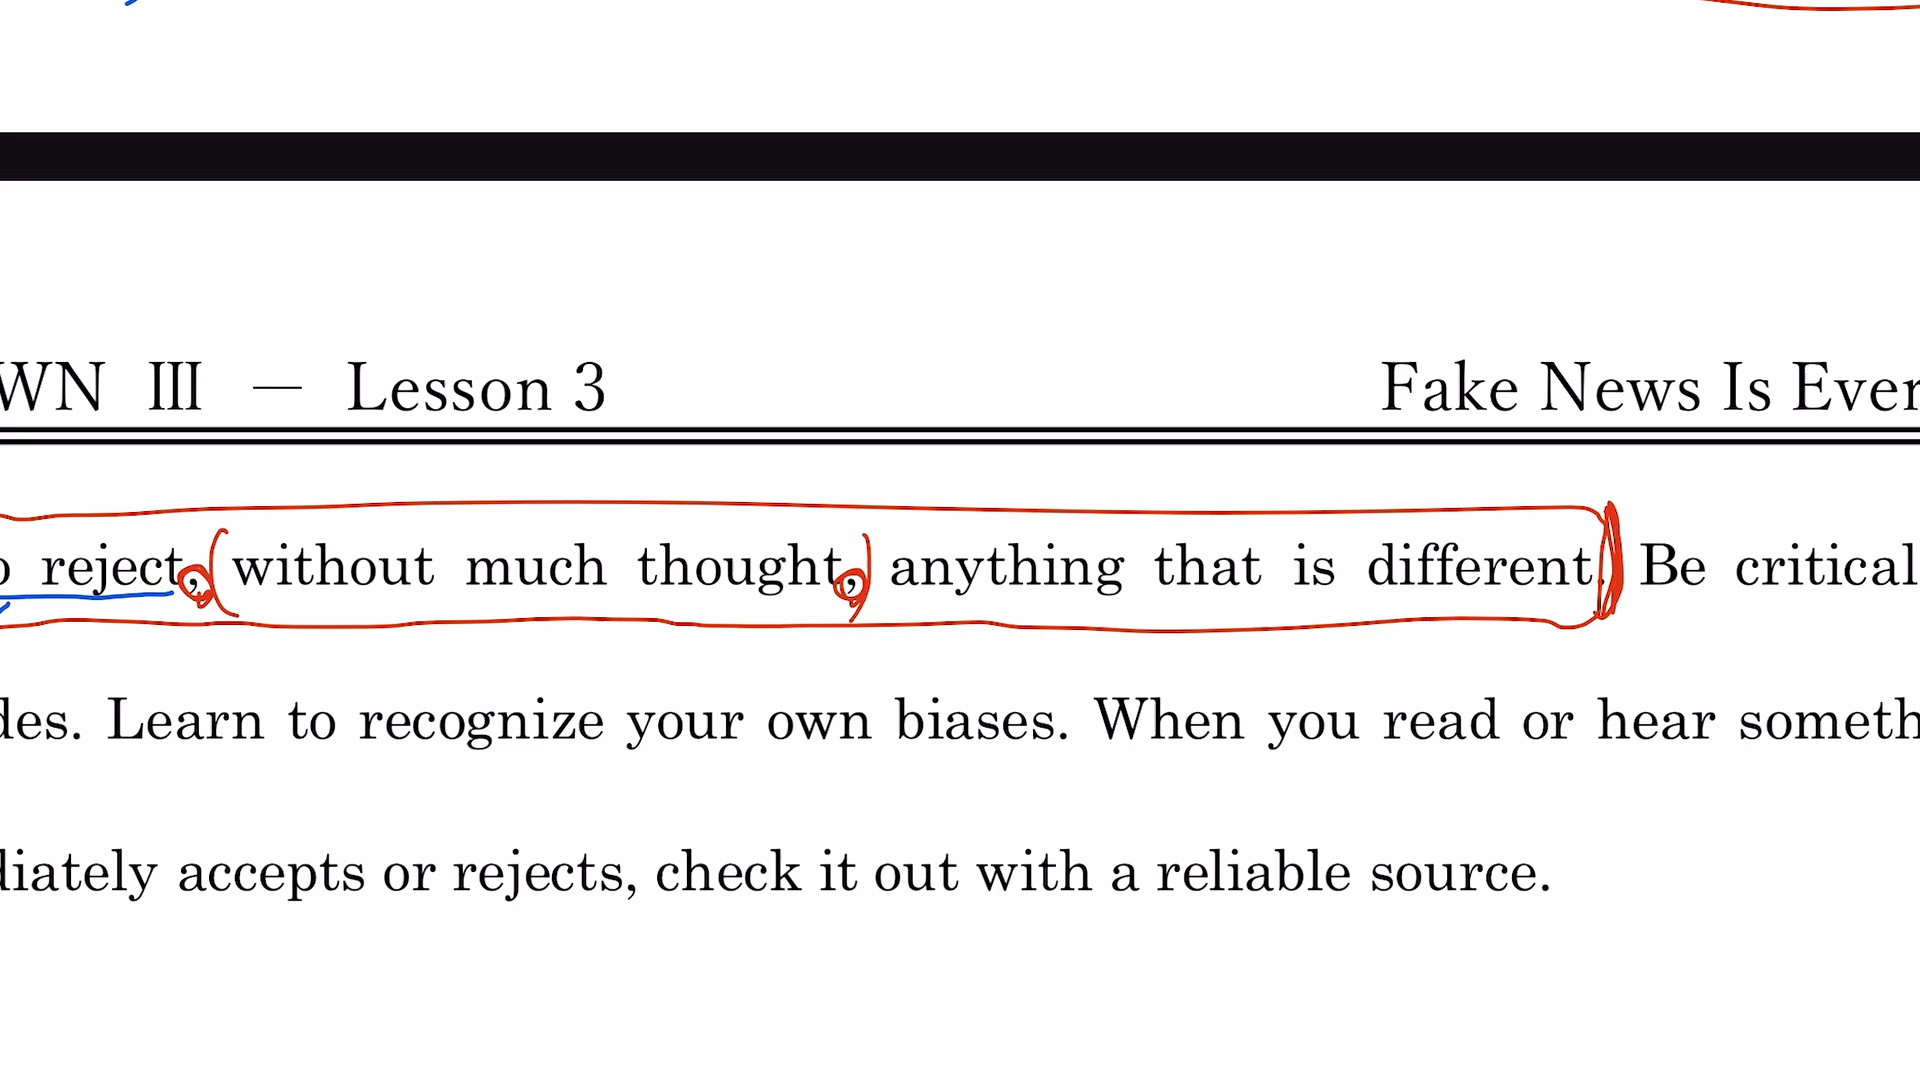 WN Ⅲ — Lesson 3 Fake News Is Ever
reject, without much thought, anything that is different. Be critical
des. Learn to recognize your own biases. When you read or hear someth
diately accepts or rejects, check it out with a reliable source.